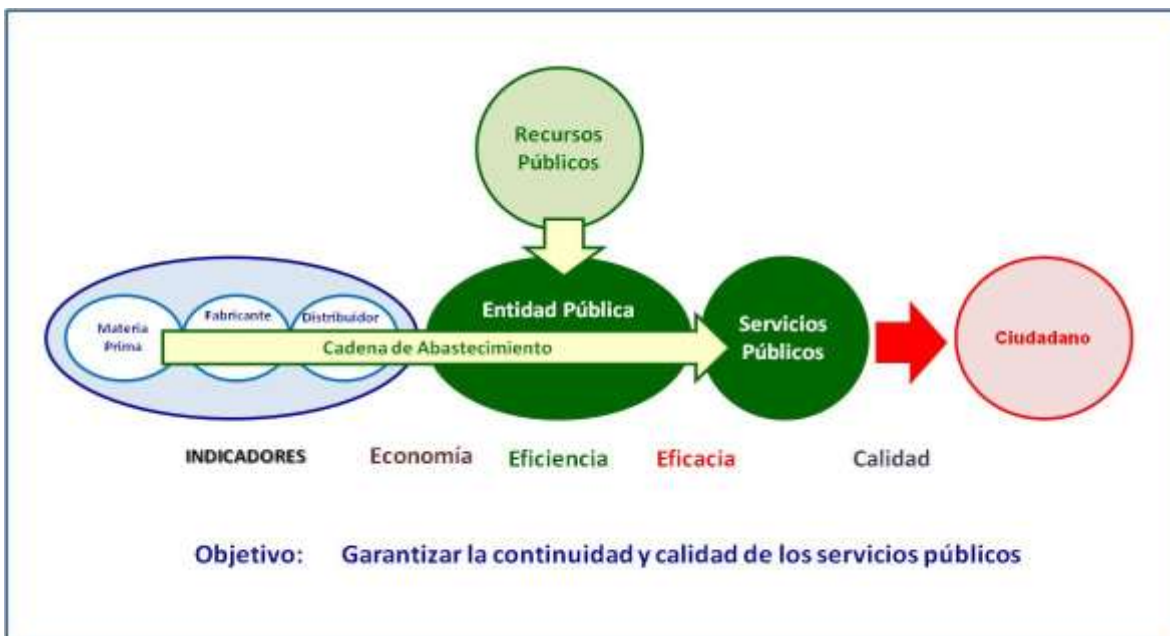 Recursos
Públicos
Entidad Pública
Fabricante
Distribuidor
Materia
Prima
Cadena de Abastecimiento
Servicios
Públicos
Ciudadano
INDICADORES
Economía
Eficiencia
Eficacia
Calidad
Objetivo: Garantizar la continuidad y calidad de los servicios públicos